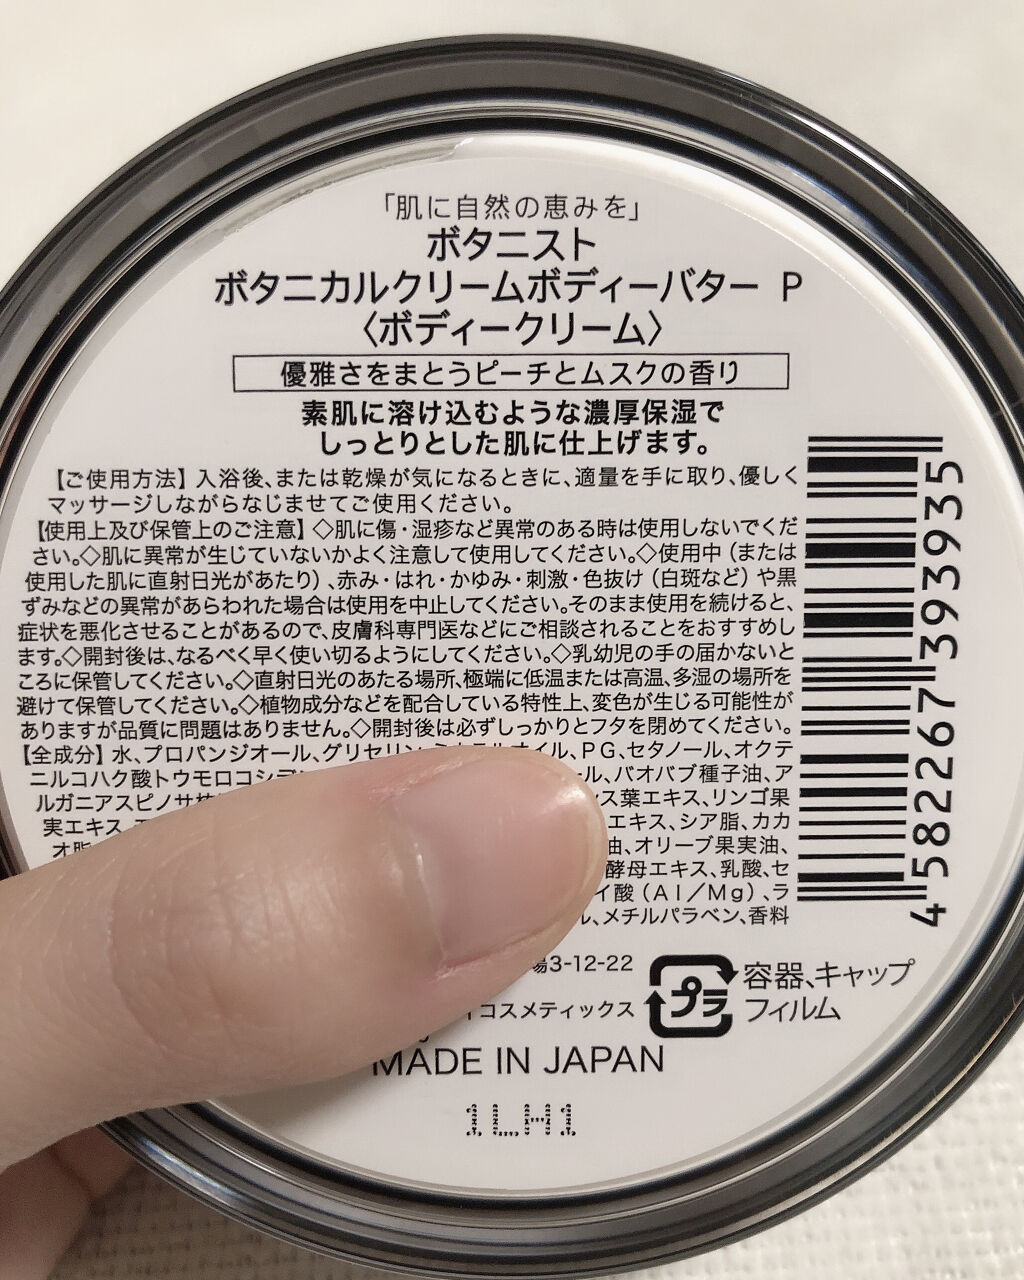 「肌に自然の恵みを」
ボタニスト
ボタニカルクリームボディーバター P
〈ボディークリーム〉
優雅さをまとうピーチとムスクの香り
素肌に溶け込むような濃厚保湿で
しっとりとした肌に仕上げます。
【ご使用方法】入浴後、または乾燥が気になるときに、適量を手に取り、優しく
マッサージしながらなじませてご使用ください。
【使用上及び保管上のご注意】◇肌に傷・湿疹など異常のある時は使用しないでくだ
さい。◇肌に異常が生じていないかよく注意して使用してください。◇使用中（または
使用した肌に直射日光があたり）、赤み・はれ・かゆみ・刺激・色抜け（白斑など）や黒
ずみなどの異常があらわれた場合は使用を中止してください。そのまま使用を続けると、
症状を悪化させることがあるので、皮膚科専門医などにご相談されることをおすすめし
ます。◇開封後は、なるべく早く使い切るようにしてください。◇乳幼児の手の届かないと
ころに保管してください。◇直射日光のあたる場所、極端に低温または高温、多湿の場所を
避けて保管してください。◇植物成分などを配合している特性上、変色が生じる可能性が
ありますが品質に問題はありません。◇開封後は必ずしっかりとフタを閉めてください。
【全成分】水、プロパンジオール、グリセリン、ミネラルオイル、PG、セタノール、オクテ
ニルコハク酸トウモロコシデン ール、バオバブ種子油、ア
ルガニアスピノサ核 ンス葉エキス、リンゴ果
実エキス、 エキス、シア脂、カカ
オ脂 油、オリーブ果実油、
酵母エキス、乳酸、セ
イ酸（Al／Mg）、ラ
ル、メチルパラベン、香料
場3-12-22
イコスメティックス
プラ
容器、キャップ
フィルム
MADE IN JAPAN
1LH1
4582267393935